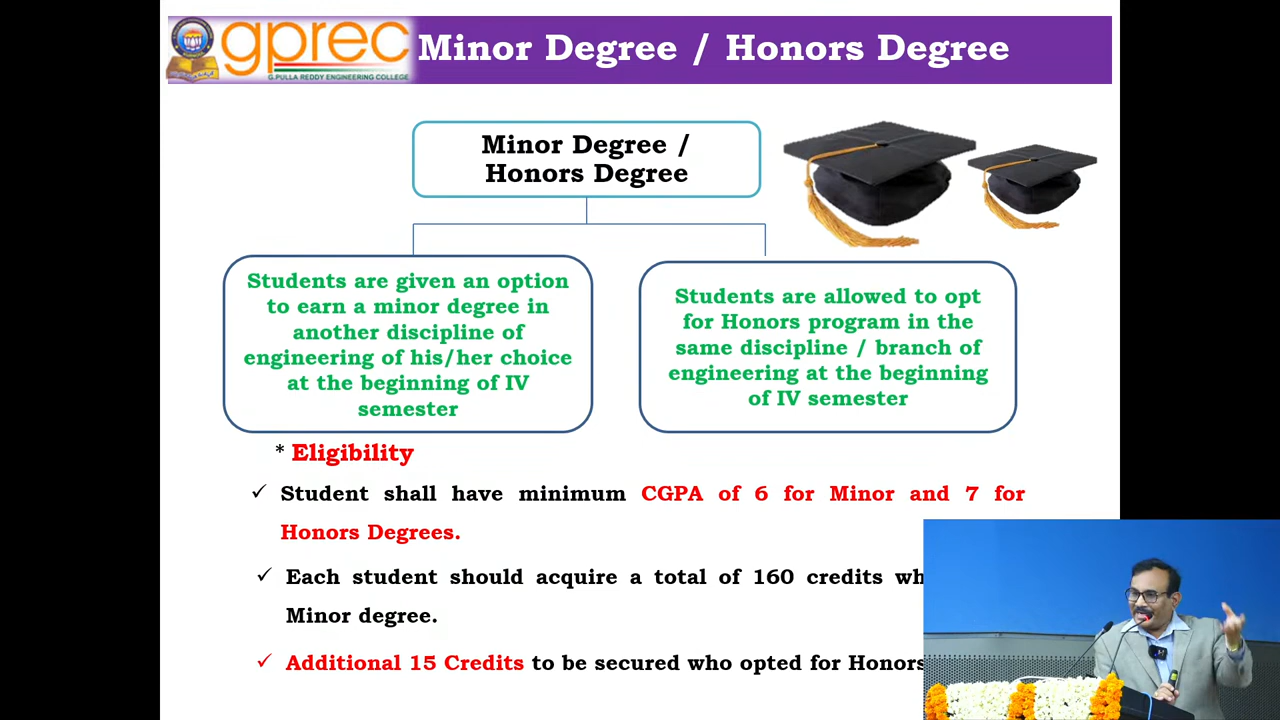 gprec
G.PULLA REDDY ENGINEERING COLLEGE
Minor Degree / Honors Degree
Minor Degree /
Honors Degree
Students are given an option
to earn a minor degree in
another discipline of
engineering of his/her choice
at the beginning of IV
semester
Students are allowed to opt
for Honors program in the
same discipline / branch of
engineering at the beginning
of IV semester
* Eligibility
✓ Student shall have minimum CGPA of 6 for Minor and 7 for
Honors Degrees.
✓ Each student should acquire a total of 160 credits
Minor degree.
✓ Additional 15 Credits to be secured who opted for Honors